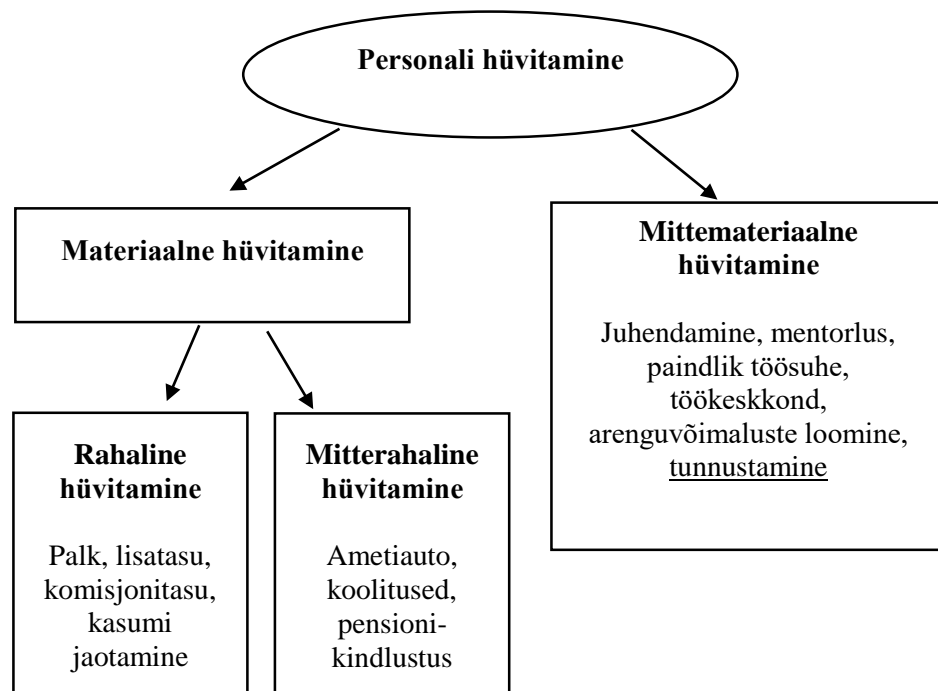 Personali hüvitamine
Materiaalne hüvitamine
Mittemateriaalne
hüvitamine
Juhendamine, mentorlus,
paindlik töösuhe,
töökeskkond,
arenguvõimaluste loomine,
tunnustamine
Rahaline
hüvitamine
Palk, lisatasu,
komisjonitasu,
kasumi
jaotamine
Mitterahaline
hüvitamine
Ametiauto,
koolitused,
pensioni-
kindlustus